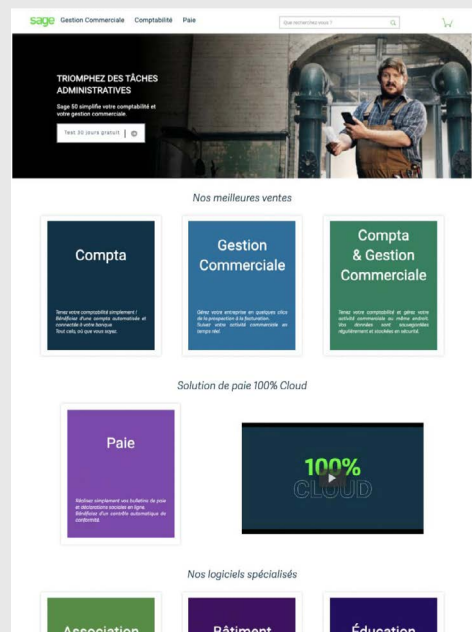 sage Gestion Commerciale Comptabilité Paie Que recherchez vous ?
TRIOMPHEZ DES TÂCHES
ADMINISTRATIVES
Sage 50 simplifie votre comptabilité et
votre gestion commerciale.
Test 30 jours gratuit
Nos meilleures ventes
Compta
Tenez votre comptabilité simplement !
Bénéficiez d'une compta automatisée et
connectée à votre banque.
Tout cela, où que vous soyez.
Gestion
Commerciale
Gérez votre entreprise en quelques clics
de la prospection à la facturation.
Suivez votre activité commerciale en
temps réel.
Compta
& Gestion
Commerciale
Tenez votre comptabilité et gérez votre
activité commerciale au même endroit.
Vos données sont sauvegardées
régulièrement et stockées en sécurité.
Solution de paie 100% Cloud
Paie
Réalisez simplement vos bulletins de paie
et déclarations sociales en ligne.
Bénéficiez d'un contrôle automatique de
conformité.
100%
CLOUD
Nos logiciels spécialisés
Association
Bâtiment
Éducation